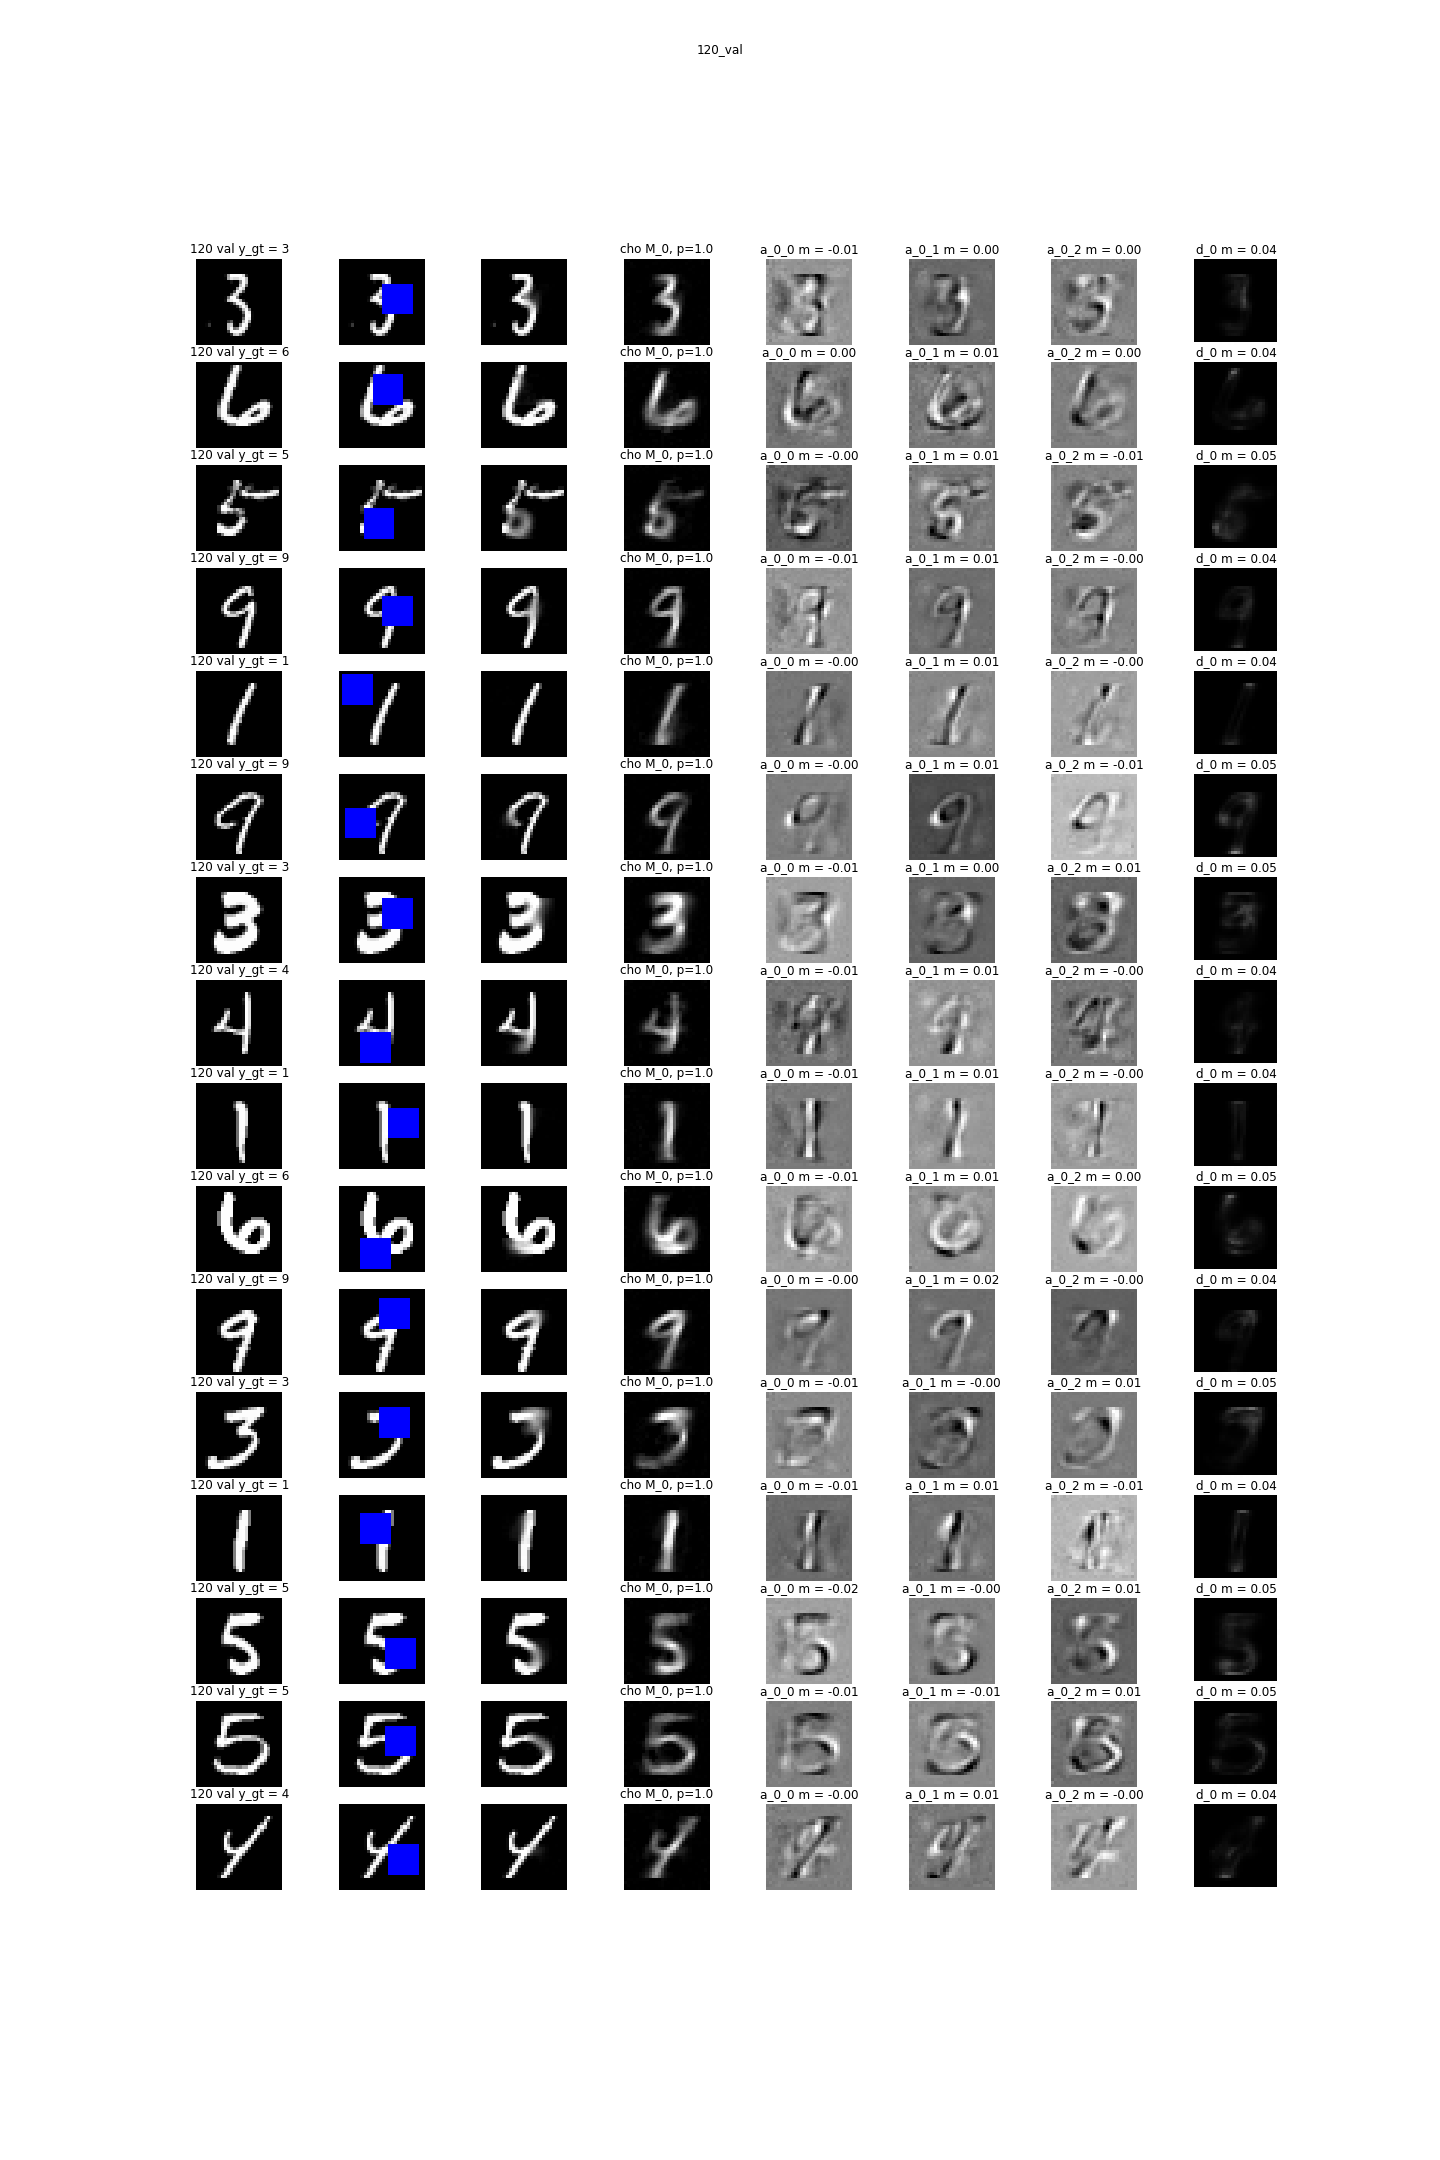 120_val
120 val y_gt = 3 cho M_0, p=1.0 a_0_0 m = -0.01 a_0_1 m = 0.00 a_0_2 m = 0.00 d_0 m = 0.04
120 val y_gt = 6 cho M_0, p=1.0 a_0_0 m = 0.00 a_0_1 m = 0.01 a_0_2 m = 0.00 d_0 m = 0.04
120 val y_gt = 5 cho M_0, p=1.0 a_0_0 m = -0.00 a_0_1 m = 0.01 a_0_2 m = -0.01 d_0 m = 0.05
120 val y_gt = 9 cho M_0, p=1.0 a_0_0 m = -0.01 a_0_1 m = 0.01 a_0_2 m = -0.00 d_0 m = 0.04
120 val y_gt = 1 cho M_0, p=1.0 a_0_0 m = -0.00 a_0_1 m = 0.01 a_0_2 m = -0.00 d_0 m = 0.04
120 val y_gt = 9 cho M_0, p=1.0 a_0_0 m = -0.00 a_0_1 m = 0.01 a_0_2 m = -0.01 d_0 m = 0.05
120 val y_gt = 3 cho M_0, p=1.0 a_0_0 m = -0.01 a_0_1 m = 0.00 a_0_2 m = 0.01 d_0 m = 0.05
120 val y_gt = 4 cho M_0, p=1.0 a_0_0 m = -0.01 a_0_1 m = 0.01 a_0_2 m = -0.00 d_0 m = 0.04
120 val y_gt = 1 cho M_0, p=1.0 a_0_0 m = -0.01 a_0_1 m = 0.01 a_0_2 m = -0.00 d_0 m = 0.04
120 val y_gt = 6 cho M_0, p=1.0 a_0_0 m = -0.01 a_0_1 m = 0.01 a_0_2 m = 0.00 d_0 m = 0.05
120 val y_gt = 9 cho M_0, p=1.0 a_0_0 m = -0.00 a_0_1 m = 0.02 a_0_2 m = -0.00 d_0 m = 0.04
120 val y_gt = 3 cho M_0, p=1.0 a_0_0 m = -0.01 a_0_1 m = -0.00 a_0_2 m = 0.01 d_0 m = 0.05
120 val y_gt = 1 cho M_0, p=1.0 a_0_0 m = -0.01 a_0_1 m = 0.01 a_0_2 m = -0.01 d_0 m = 0.04
120 val y_gt = 5 cho M_0, p=1.0 a_0_0 m = -0.02 a_0_1 m = -0.00 a_0_2 m = 0.01 d_0 m = 0.05
120 val y_gt = 5 cho M_0, p=1.0 a_0_0 m = -0.01 a_0_1 m = -0.01 a_0_2 m = 0.01 d_0 m = 0.05
120 val y_gt = 4 cho M_0, p=1.0 a_0_0 m = -0.00 a_0_1 m = 0.01 a_0_2 m = -0.00 d_0 m = 0.04